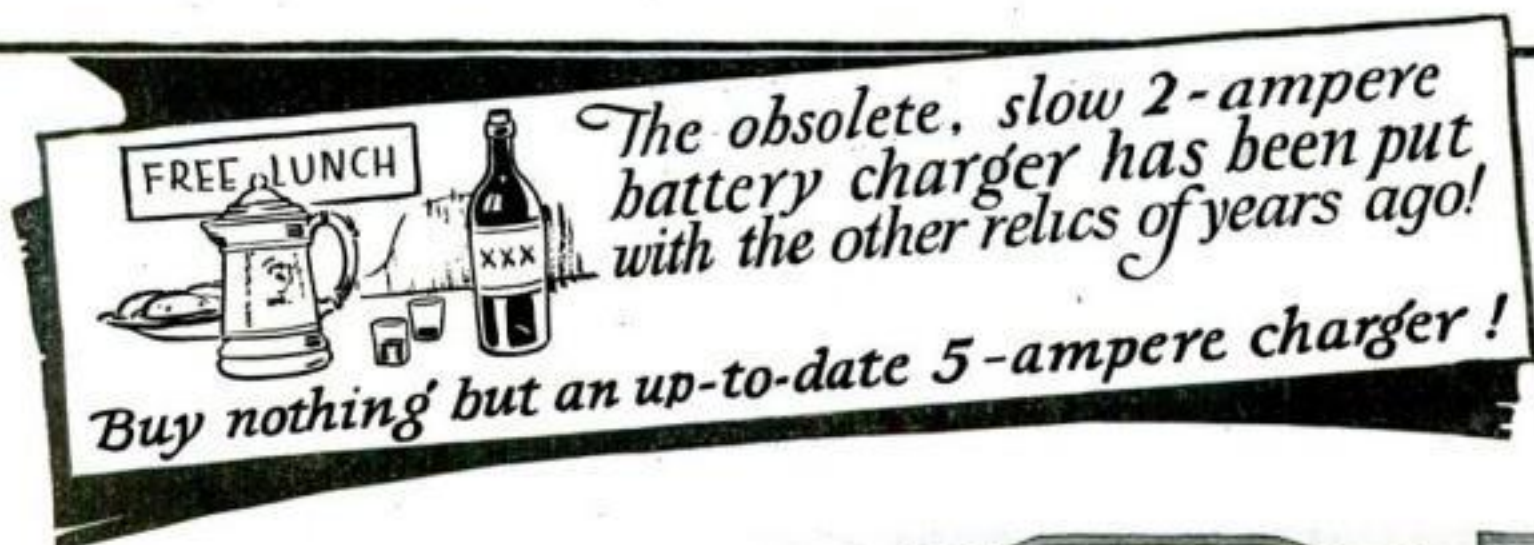 FREE LUNCH
XXX
The obsolete, slow 2-ampere
battery charger has been put
with the other relics of years ago!
Buy nothing but an up-to-date 5-ampere charger!